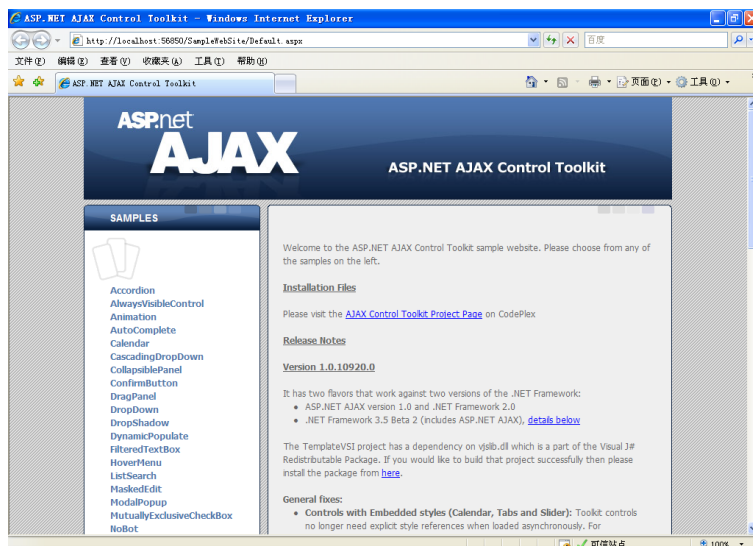 ASP.NET AJAX Control Toolkit - Windows Internet Explorer
http://localhost:56850/SampleWebSite/Default.aspx
百度
文件(F) 编辑(E) 查看(V) 收藏夹(A) 工具(T) 帮助(H)
ASP.NET AJAX Control Toolkit
页面(P) 工具(O)
ASP.net
AJAX
ASP.NET AJAX Control Toolkit
SAMPLES
Accordion
AlwaysVisibleControl
Animation
AutoComplete
Calendar
CascadingDropDown
CollapsiblePanel
ConfirmButton
DragPanel
DropDown
DropShadow
DynamicPopulate
FilteredTextBox
HoverMenu
ListSearch
MaskedEdit
ModalPopup
MutuallyExclusiveCheckBox
NoBot
Welcome to the ASP.NET AJAX Control Toolkit sample website. Please choose from any of
the samples on the left.
Installation Files
Please visit the AJAX Control Toolkit Project Page on CodePlex
Release Notes
Version 1.0.10920.0
It has two flavors that work against two versions of the .NET Framework:
• ASP.NET AJAX version 1.0 and .NET Framework 2.0
• .NET Framework 3.5 Beta 2 (includes ASP.NET AJAX), details below
The TemplateVSI project has a dependency on vjslib.dll which is a part of the Visual J#
Redistributable Package. If you would like to build that project successfully then please
install the package from here.
General fixes:
• Controls with Embedded styles (Calendar, Tabs and Slider): Toolkit controls
no longer need explicit style references when loaded asynchronously. For
可信站点
100%